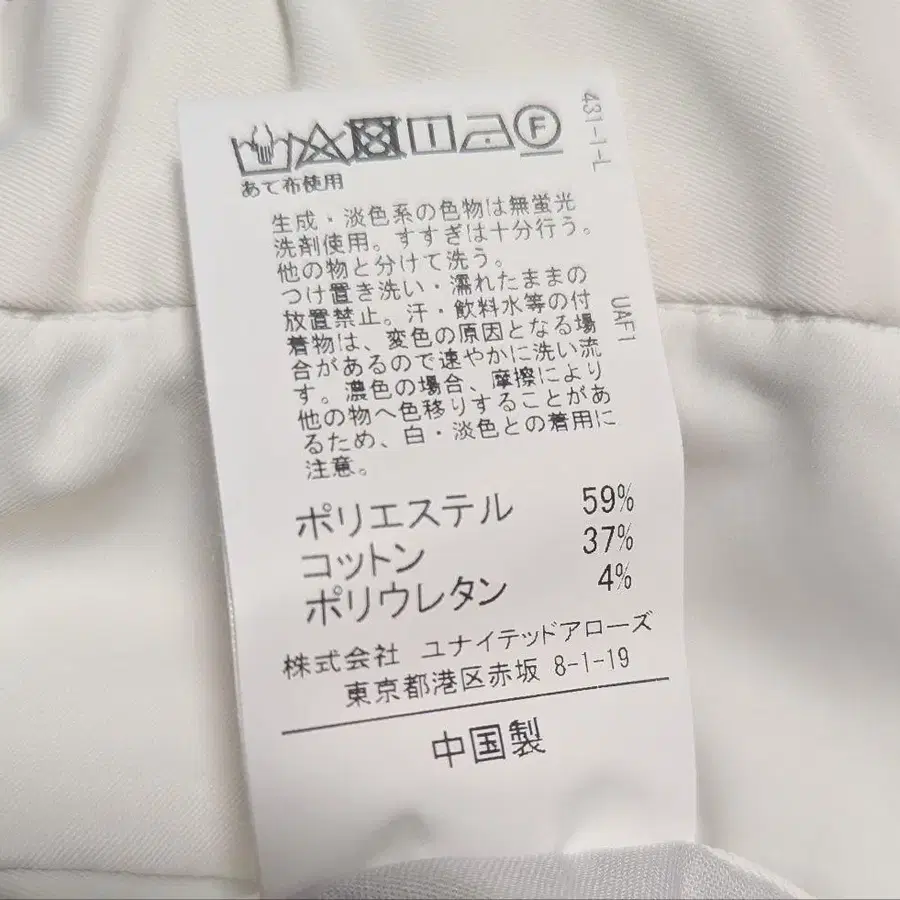 F
あて布使用
生成・淡色系の色物は無蛍光
洗剤使用。すすぎは十分行う。
他の物と分けて洗う。
つけ置き洗い・濡れたままの
放置禁止。汗・飲料水等の付
着物は、変色の原因となる場
合があるので速やかに洗い流
す。濃色の場合、摩擦により
他の物へ色移りすることがあ
るため、白・淡色との着用に
注意。
ポリエステル 59%
コットン 37%
ポリウレタン 4%
株式会社 ユナイテッドアローズ
東京都港区赤坂 8-1-19
中国製
431-1-L
UAF1